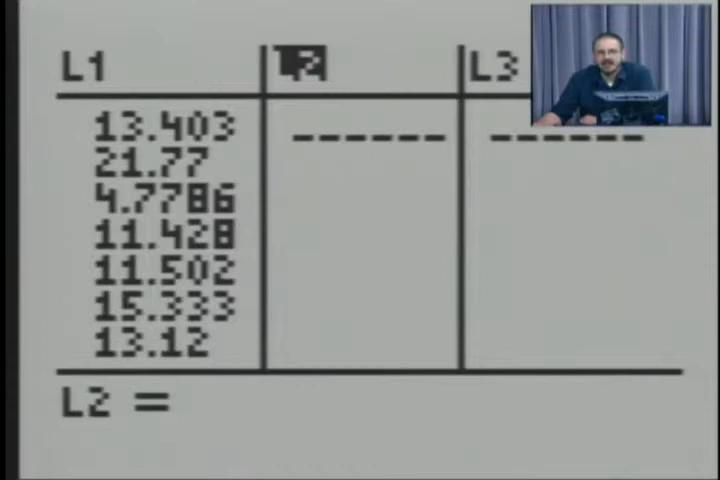 L1 L2 L3
13.403 ------ ------
21.77
4.7786
11.428
11.502
15.333
13.12
L2 =